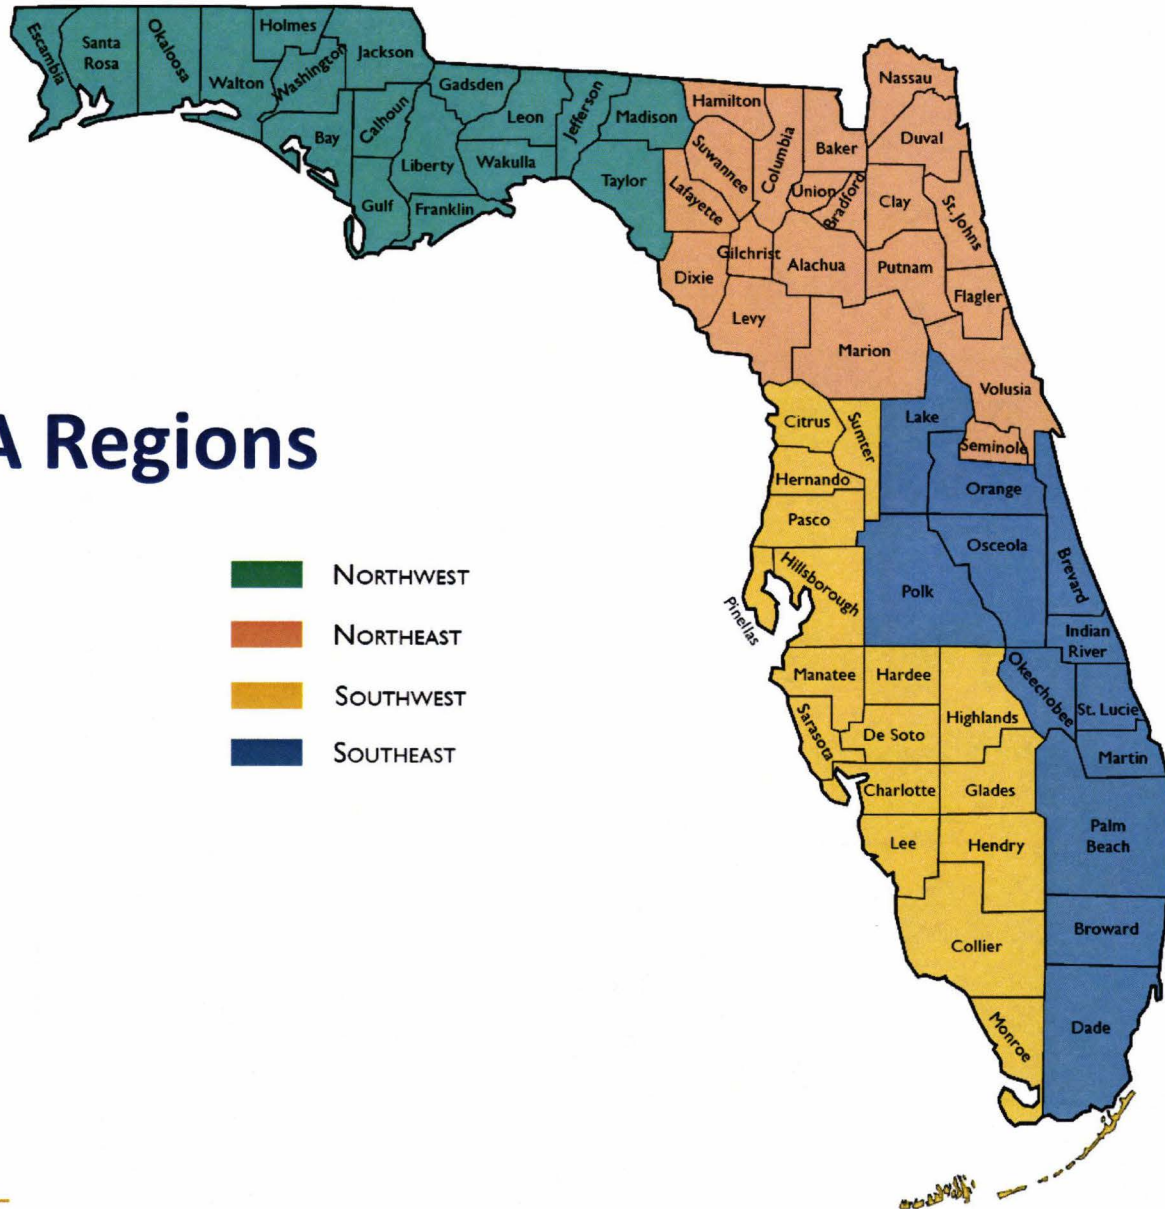 Escambia
Santa
Rosa
Okaloosa
Walton
Holmes
Washington
Jackson
Bay
Calhoun
Gulf
Liberty
Gadsden
Franklin
Leon
Wakulla
Jefferson
Madison
Taylor
Hamilton
Suwannee
Lafayette
Columbia
Baker
Nassau
Duval
Union
Bradford
Clay
St. Johns
Gilchrist
Dixie
Alachua
Putnam
Flagler
Levy
Marion
Volusia
A Regions
Citrus
Sumter
Lake
Seminole
Hernando
Orange
Pasco
Osceola
Brevard
Hillsborough
Pinellas
Polk
Indian
River
Manatee
Hardee
Okeechobee
St. Lucie
Sarasota
De Soto
Highlands
Martin
Charlotte
Glades
Palm
Beach
Lee
Hendry
Collier
Broward
Monroe
Dade
NORTHWEST
NORTHEAST
SOUTHWEST
SOUTHEAST